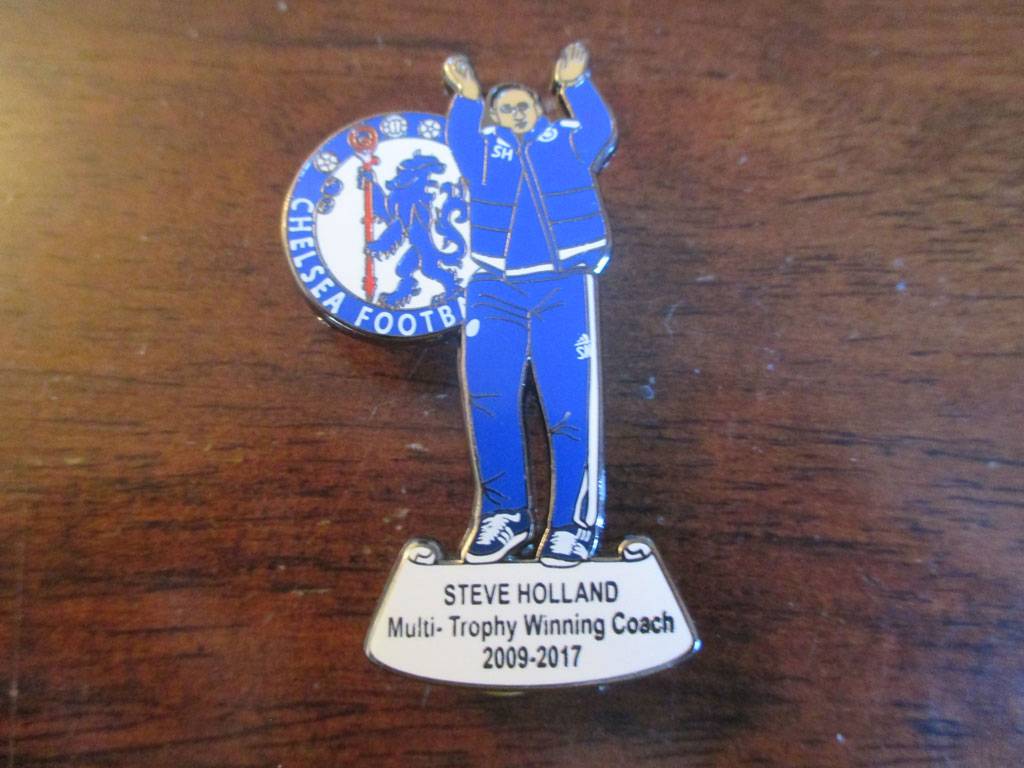 SH
CHELSEA FOOTB
STEVE HOLLAND
Multi- Trophy Winning Coach
2009-2017